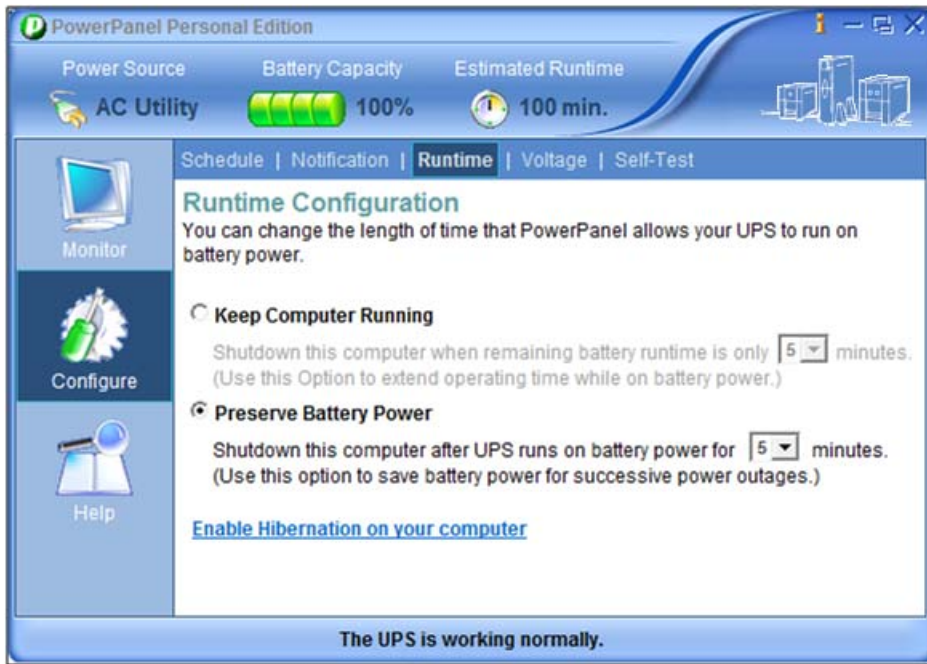 PowerPanel Personal Edition
Power Source
Battery Capacity
Estimated Runtime
AC Utility
100%
100 min.
Monitor
Configure
Help
Schedule | Notification | Runtime | Voltage | Self-Test
Runtime Configuration
You can change the length of time that PowerPanel allows your UPS to run on
battery power.
Keep Computer Running
Shutdown this computer when remaining battery runtime is only 5 minutes.
(Use this Option to extend operating time while on battery power.)
Preserve Battery Power
Shutdown this computer after UPS runs on battery power for 5 minutes.
(Use this option to save battery power for successive power outages.)
Enable Hibernation on your computer
The UPS is working normally.